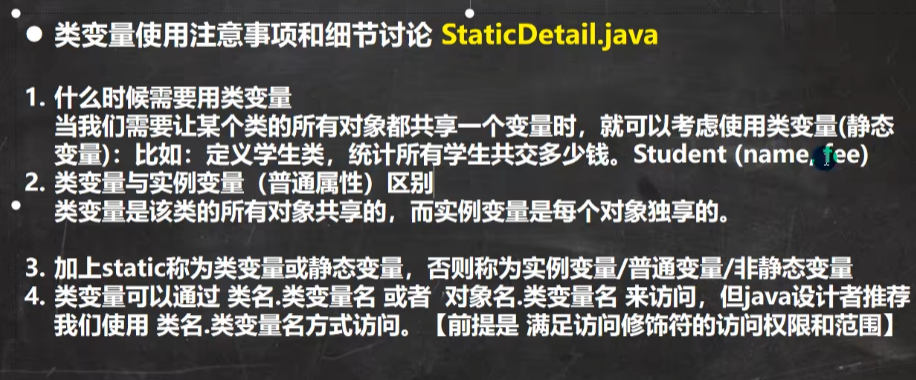 ● 类变量使用注意事项和细节讨论 StaticDetail.java
1. 什么时候需要用类变量
当我们需要让某个类的所有对象都共享一个变量时，就可以考虑使用类变量(静态
变量)：比如：定义学生类，统计所有学生共交多少钱。Student (name, fee)
2. 类变量与实例变量（普通属性）区别
类变量是该类的所有对象共享的，而实例变量是每个对象独享的。
3. 加上static称为类变量或静态变量，否则称为实例变量/普通变量/非静态变量
4. 类变量可以通过 类名.类变量名 或者 对象名.类变量名 来访问，但java设计者推荐
我们使用 类名.类变量名方式访问。【前提是 满足访问修饰符的访问权限和范围】